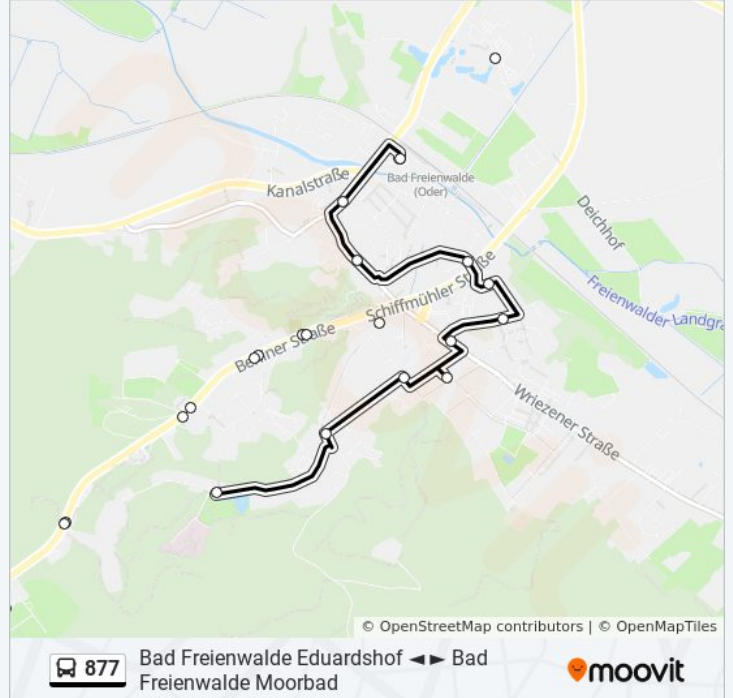 Kanalstraße
Bad Freienwalde
(Oder)
Deichhof
Schiffmühler Straße
Freienwalder Landgra
Berliner Straße
Wriezener Straße
© OpenStreetMap contributors | © OpenMapTiles
877
Bad Freienwalde Eduardshof ◄ ► Bad
Freienwalde Moorbad
moovit